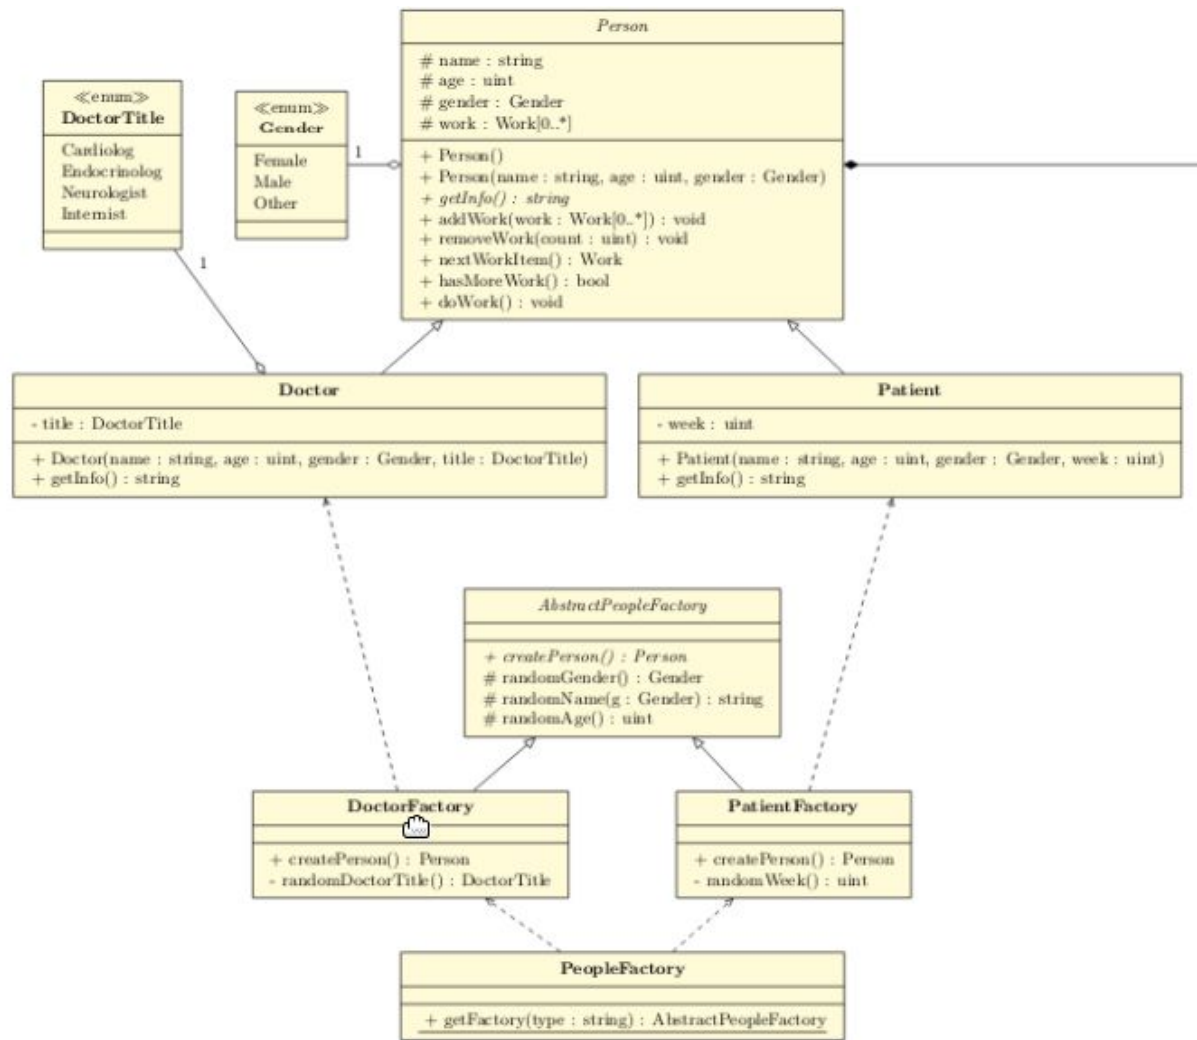 Person
# name : string
# age : uint
# gender : Gender
# work : Work[0..*]
+ Person()
+ Person(name : string, age : uint, gender : Gender)
+ getInfo() : string
+ addWork(work : Work[0..*]) : void
+ removeWork(count : uint) : void
+ nextWorkItem() : Work
+ hasMoreWork() : bool
+ doWork() : void
≪enum≫
DoctorTitle
Cardiolog
Endocrinolog
Neurologist
Internist
1
≪enum≫
Gender
Female
Male
Other
1
Doctor
- title : DoctorTitle
+ Doctor(name : string, age : uint, gender : Gender, title : DoctorTitle)
+ getInfo() : string
Patient
- week : uint
+ Patient(name : string, age : uint, gender : Gender, week : uint)
+ getInfo() : string
AbstractPeopleFactory
+ createPerson() : Person
# randomGender() : Gender
# randomName(g : Gender) : string
# randomAge() : uint
DoctorFactory
+ createPerson() : Person
- randomDoctorTitle() : DoctorTitle
PatientFactory
+ createPerson() : Person
- randomWeek() : uint
PeopleFactory
+ getFactory(type : string) : AbstractPeopleFactory